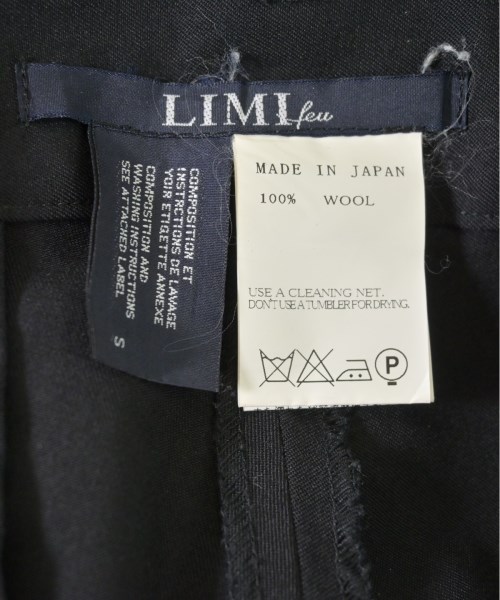 LIMI feu
COMPOSITION ET
INSTRCTIONS DE LAVAGE
VOIR ETIQUETTE ANNEXE
COMPOSITION AND
WASHING INSTRUCTIONS
SEE ATTACHED LABEL
S
MADE IN JAPAN
100% WOOL
USE A CLEANING NET.
DON'T USE A TUMBLER FOR DRYING.
P